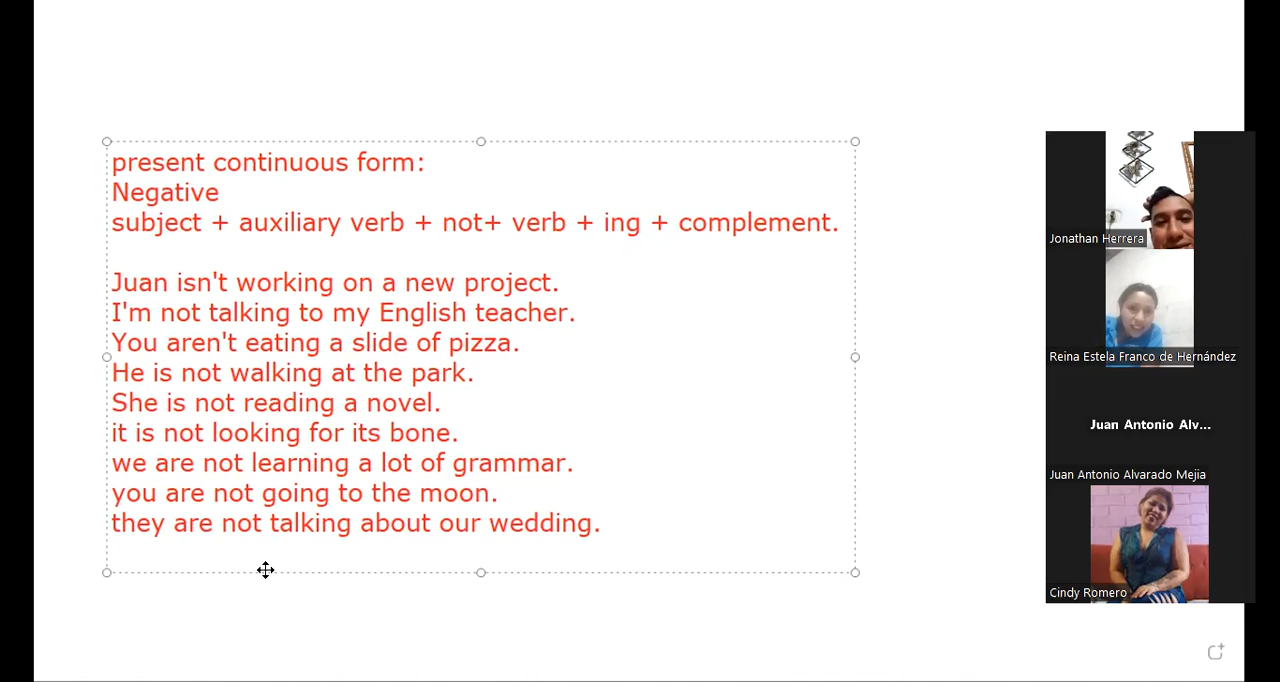 present continuous form:
Negative
subject + auxiliary verb + not+ verb + ing + complement.
Juan isn't working on a new project.
I'm not talking to my English teacher.
You aren't eating a slide of pizza.
He is not walking at the park.
She is not reading a novel.
it is not looking for its bone.
we are not learning a lot of grammar.
you are not going to the moon.
they are not talking about our wedding.
Jonathan Herrera
Reina Estela Franco de Hernández
Juan Antonio Alv...
Juan Antonio Alvarado Mejia
Cindy Romero